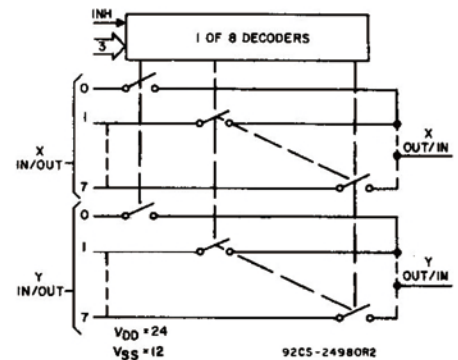 INH
3
1 OF 8 DECODERS
0
1
X
IN/OUT
7
X
OUT/IN
0
1
Y
IN/OUT
7
Y
OUT/IN
VDD = 24
VSS = 12
92CS-24980R2